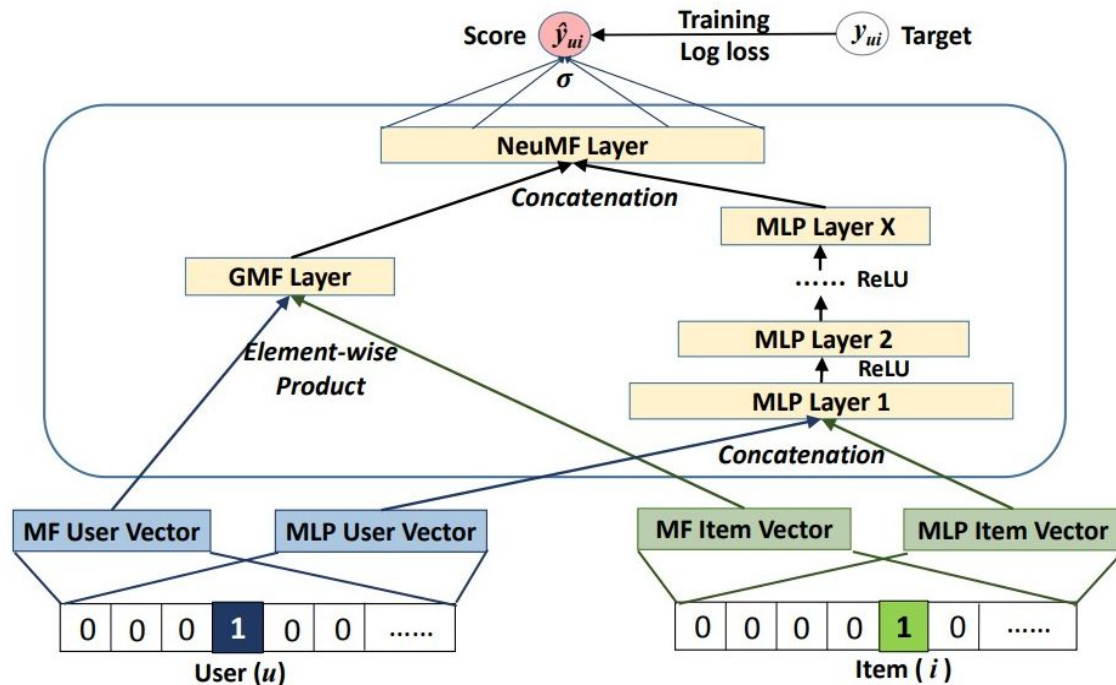 Score ŷui Training Log loss yui Target
σ
NeuMF Layer
Concatenation
MLP Layer X
GMF Layer
…… ReLU
MLP Layer 2
Element-wise
Product
ReLU
MLP Layer 1
Concatenation
MF User Vector MLP User Vector MF Item Vector MLP Item Vector
0 0 0 1 0 0 …… 0 0 0 0 1 0 ……
User (u) Item ( i )